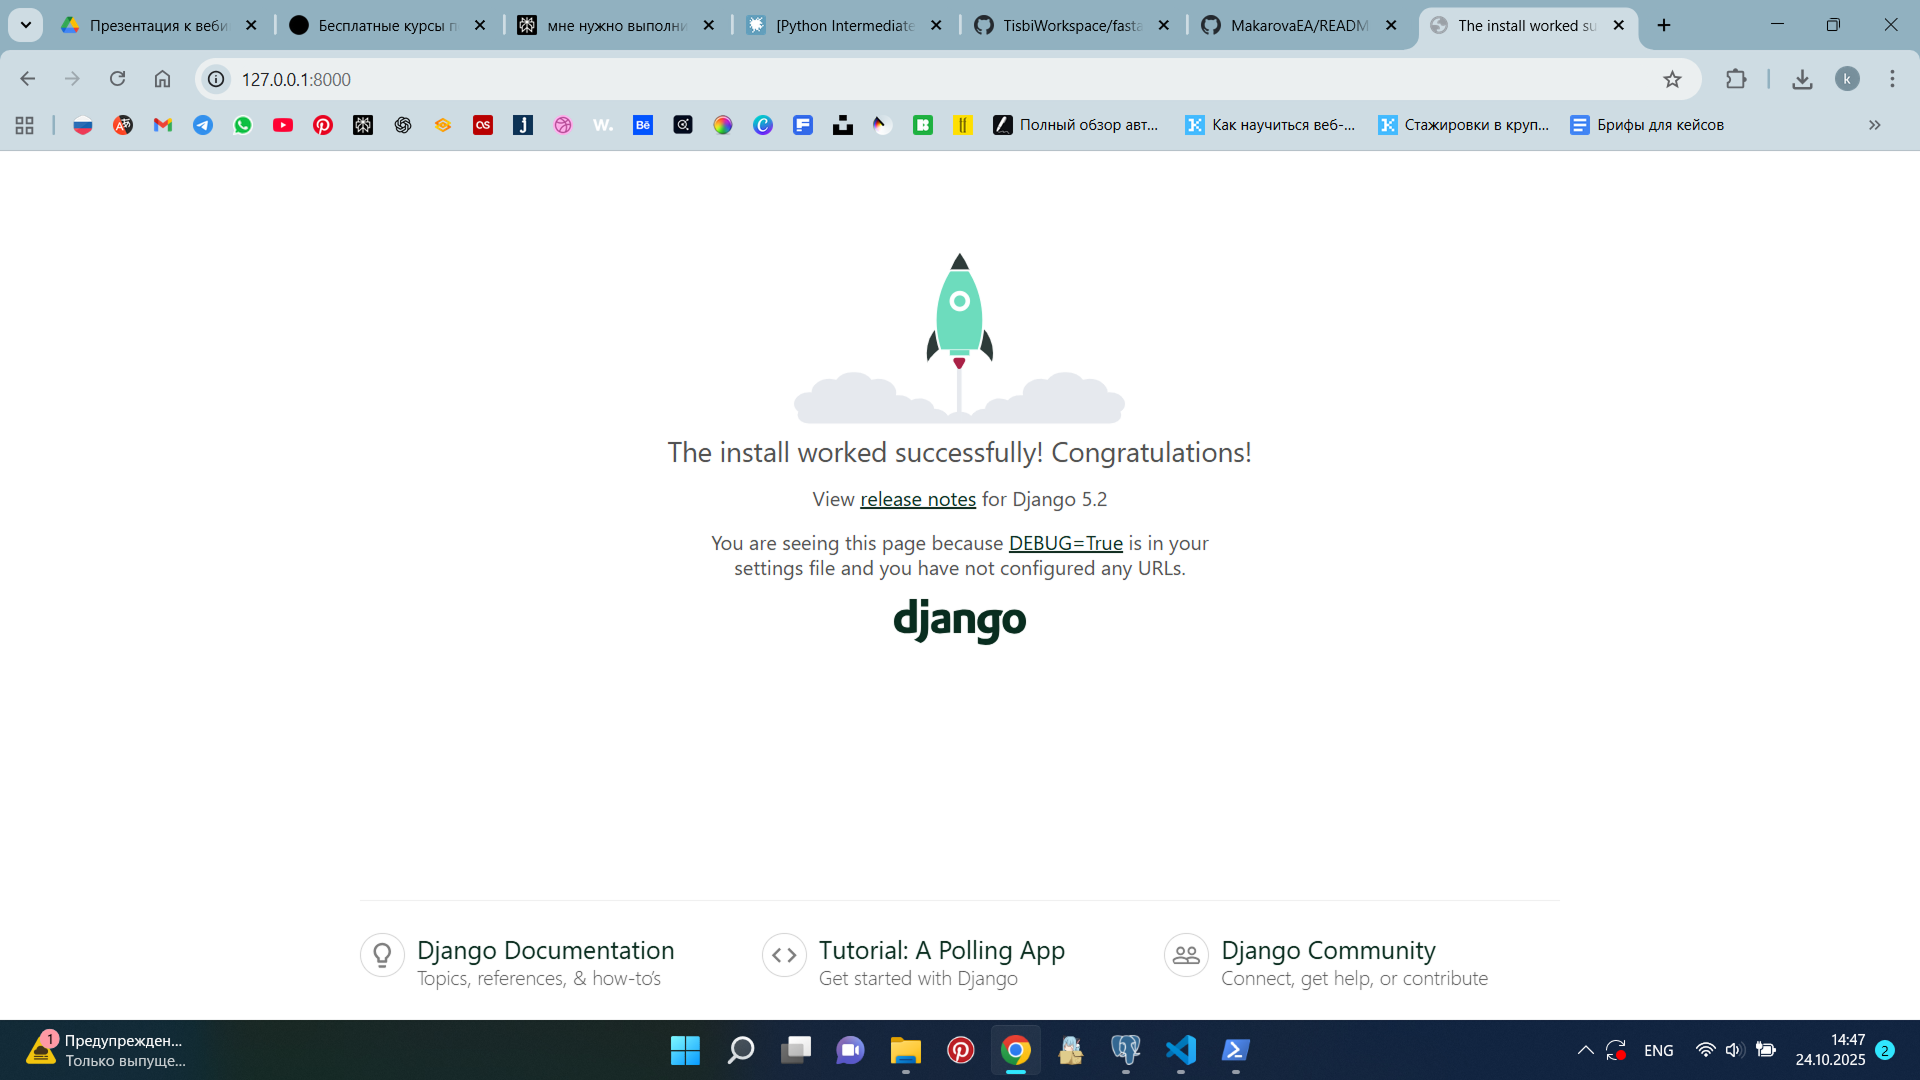 Презентация к веби
Бесплатные курсы п
мне нужно выполни
[Python Intermediate
TisbiWorkspace/fasta
MakarovaEA/READM
The install worked su
127.0.0.1:8000
k
Полный обзор авт...
Как научиться веб-...
Стажировки в круп...
Брифы для кейсов
The install worked successfully! Congratulations!
View release notes for Django 5.2
You are seeing this page because DEBUG=True is in your
settings file and you have not configured any URLs.
django
Django Documentation
Topics, references, & how-to's
Tutorial: A Polling App
Get started with Django
Django Community
Connect, get help, or contribute
1
Предупрежден...
Только выпуще...
ENG
14:47
24.10.2025
2